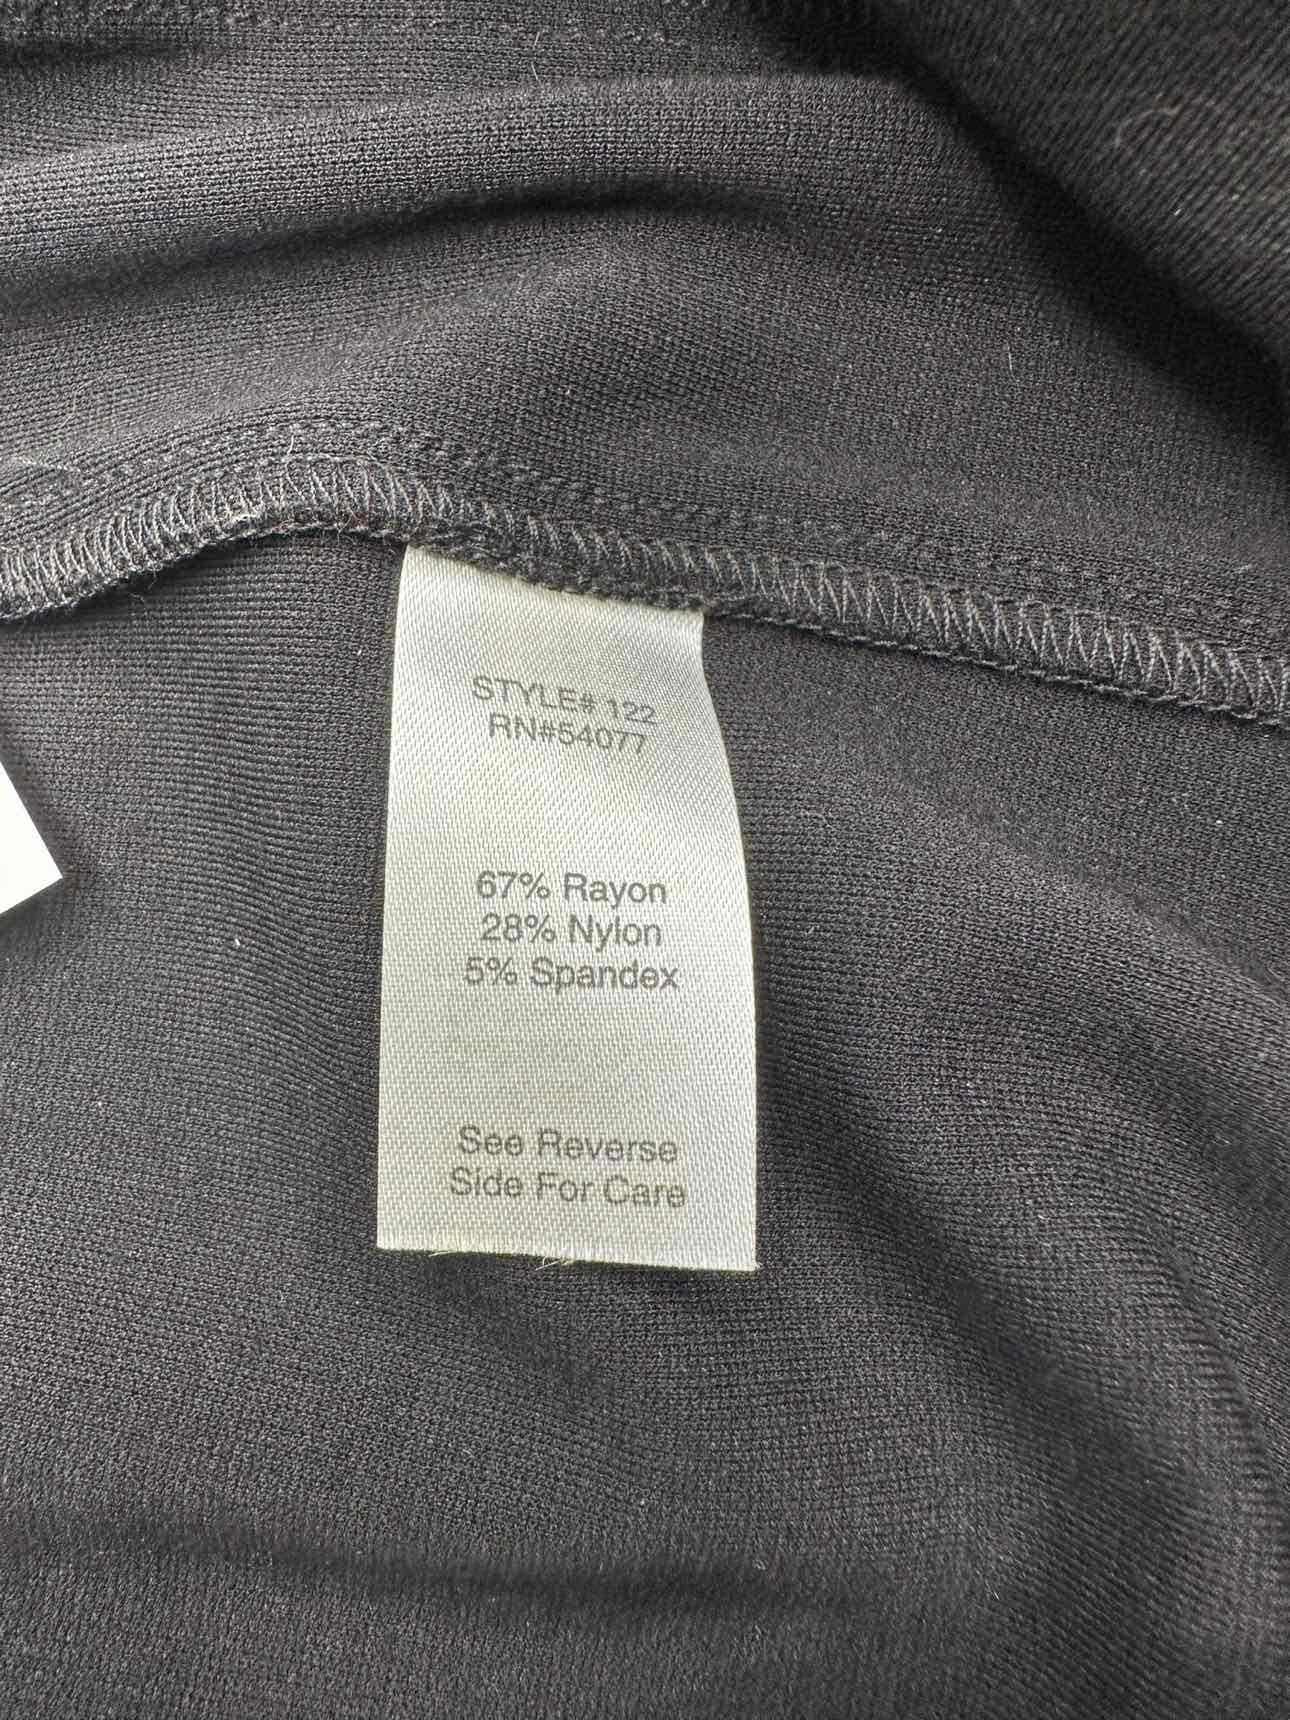 STYLE# 122
RN#54077
67% Rayon
28% Nylon
5% Spandex
See Reverse
Side For Care